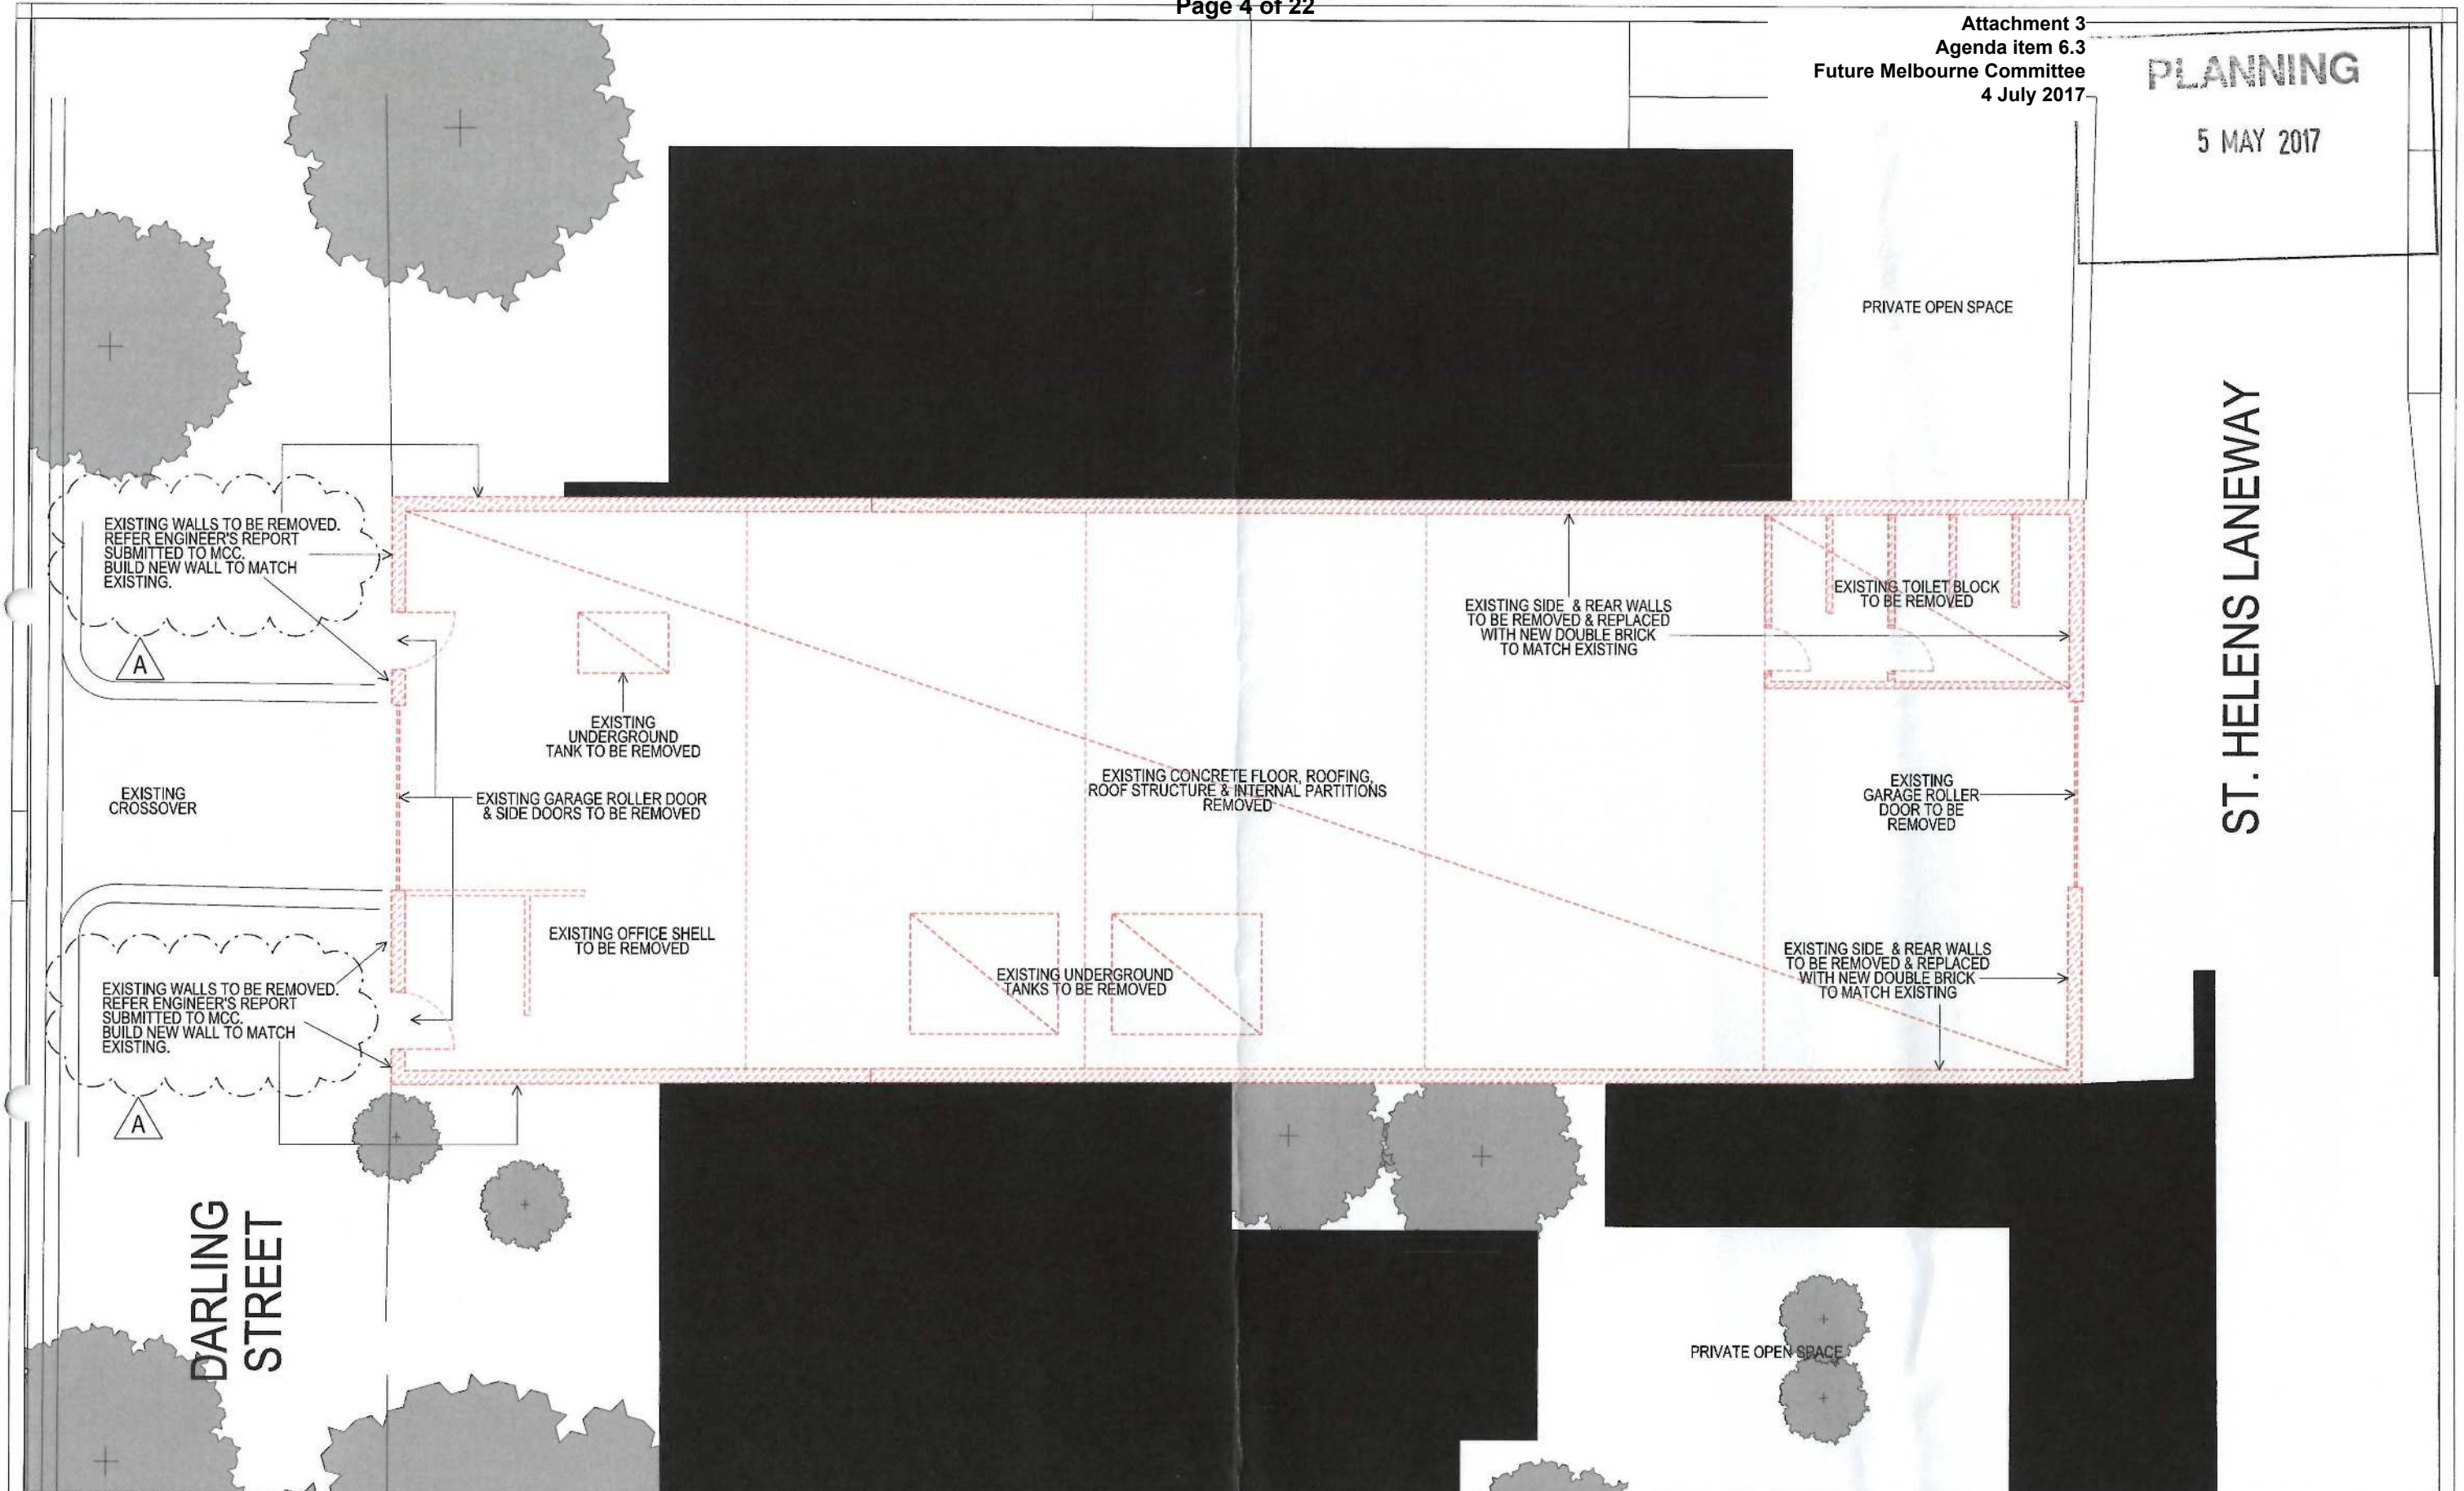 Page 4 of 22
Attachment 3
Agenda item 6.3
Future Melbourne Committee
4 July 2017
PLANNING
5 MAY 2017
PRIVATE OPEN SPACE
ST. HELENS LANEWAY
EXISTING WALLS TO BE REMOVED.
REFER ENGINEER'S REPORT
SUBMITTED TO MCC.
BUILD NEW WALL TO MATCH
EXISTING.
A
EXISTING SIDE & REAR WALLS
TO BE REMOVED & REPLACED
WITH NEW DOUBLE BRICK
TO MATCH EXISTING
EXISTING TOILET BLOCK
TO BE REMOVED
EXISTING
UNDERGROUND
TANK TO BE REMOVED
EXISTING
CROSSOVER
EXISTING GARAGE ROLLER DOOR
& SIDE DOORS TO BE REMOVED
EXISTING CONCRETE FLOOR, ROOFING,
ROOF STRUCTURE & INTERNAL PARTITIONS
REMOVED
EXISTING
GARAGE ROLLER
DOOR TO BE
REMOVED
EXISTING OFFICE SHELL
TO BE REMOVED
EXISTING UNDERGROUND
TANKS TO BE REMOVED
EXISTING SIDE & REAR WALLS
TO BE REMOVED & REPLACED
WITH NEW DOUBLE BRICK
TO MATCH EXISTING
EXISTING WALLS TO BE REMOVED.
REFER ENGINEER'S REPORT
SUBMITTED TO MCC.
BUILD NEW WALL TO MATCH
EXISTING.
A
DARLING
STREET
PRIVATE OPEN SPACE